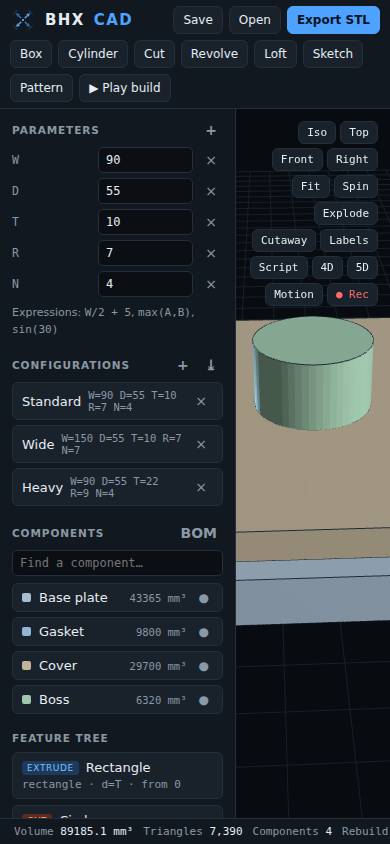 BHX CAD
Save Open Export STL
Box Cylinder Cut Revolve Loft Sketch
Pattern ▶ Play build
PARAMETERS +
W 90 ×
D 55 ×
T 10 ×
R 7 ×
N 4 ×
Expressions: W/2 + 5, max(A,B),
sin(30)
CONFIGURATIONS + ⤓
Standard W=90 D=55 T=10
R=7 N=4 ×
Wide W=150 D=55 T=10 R=7
N=7 ×
Heavy W=90 D=55 T=22
R=9 N=4 ×
COMPONENTS BOM
Find a component…
Base plate 43365 mm³
Gasket 9800 mm³
Cover 29700 mm³
Boss 6320 mm³
FEATURE TREE
EXTRUDE Rectangle
rectangle · d=T · from 0
Iso Top
Front Right
Fit Spin
Explode
Cutaway Labels
Script 4D 5D
Motion ● Rec
Volume 89185.1 mm³ Triangles 7,390 Components 4 Rebuild